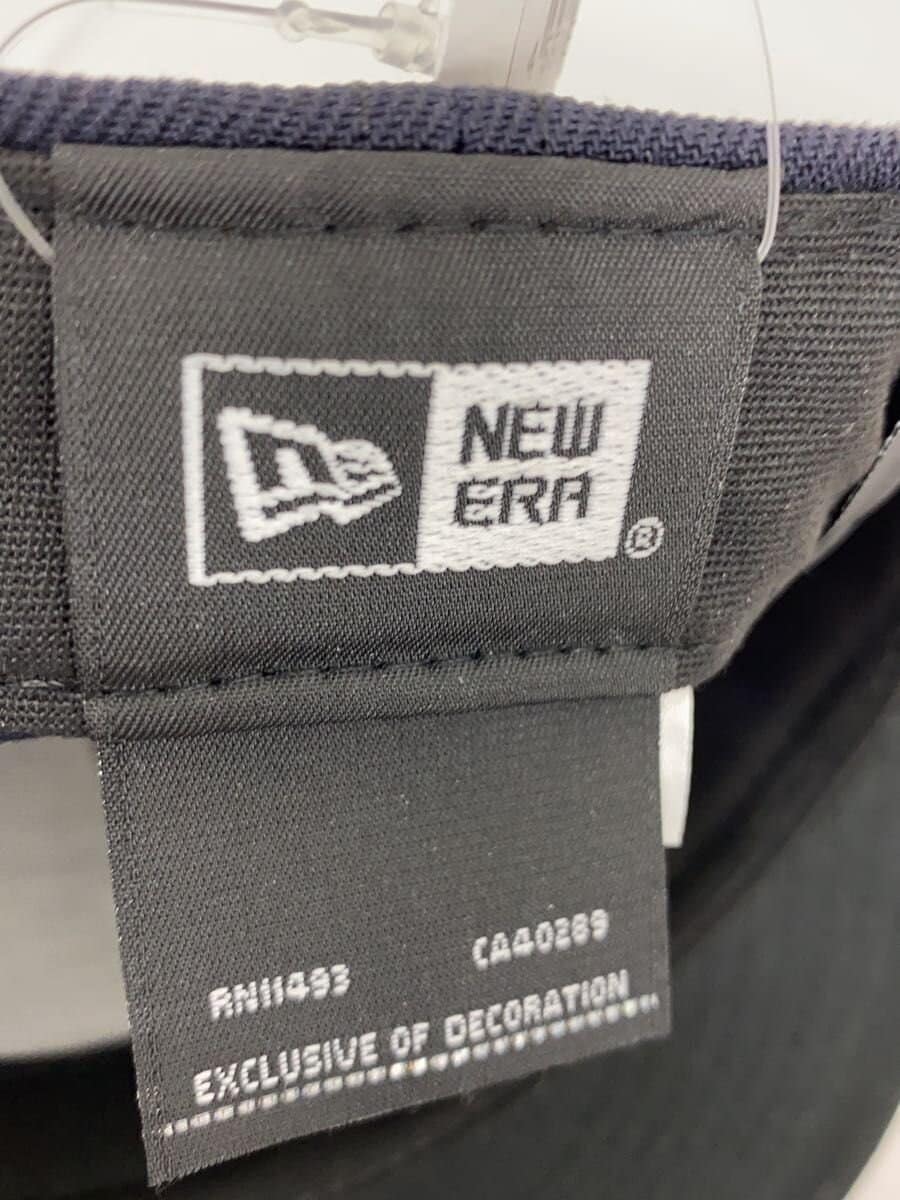 NEW
ERA
®
RN11493 CA40289
EXCLUSIVE OF DECORATION